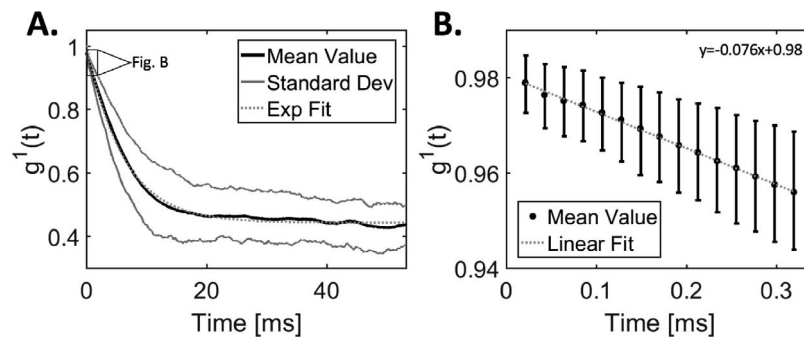 A.
1
0.8
0.6
0.4
g¹(t)
0
20
40
Time [ms]
Fig. B
Mean Value
Standard Dev
Exp Fit
B.
y=-0.076x+0.98
0.98
0.96
0.94
g¹(t)
0
0.1
0.2
0.3
Time [ms]
Mean Value
Linear Fit